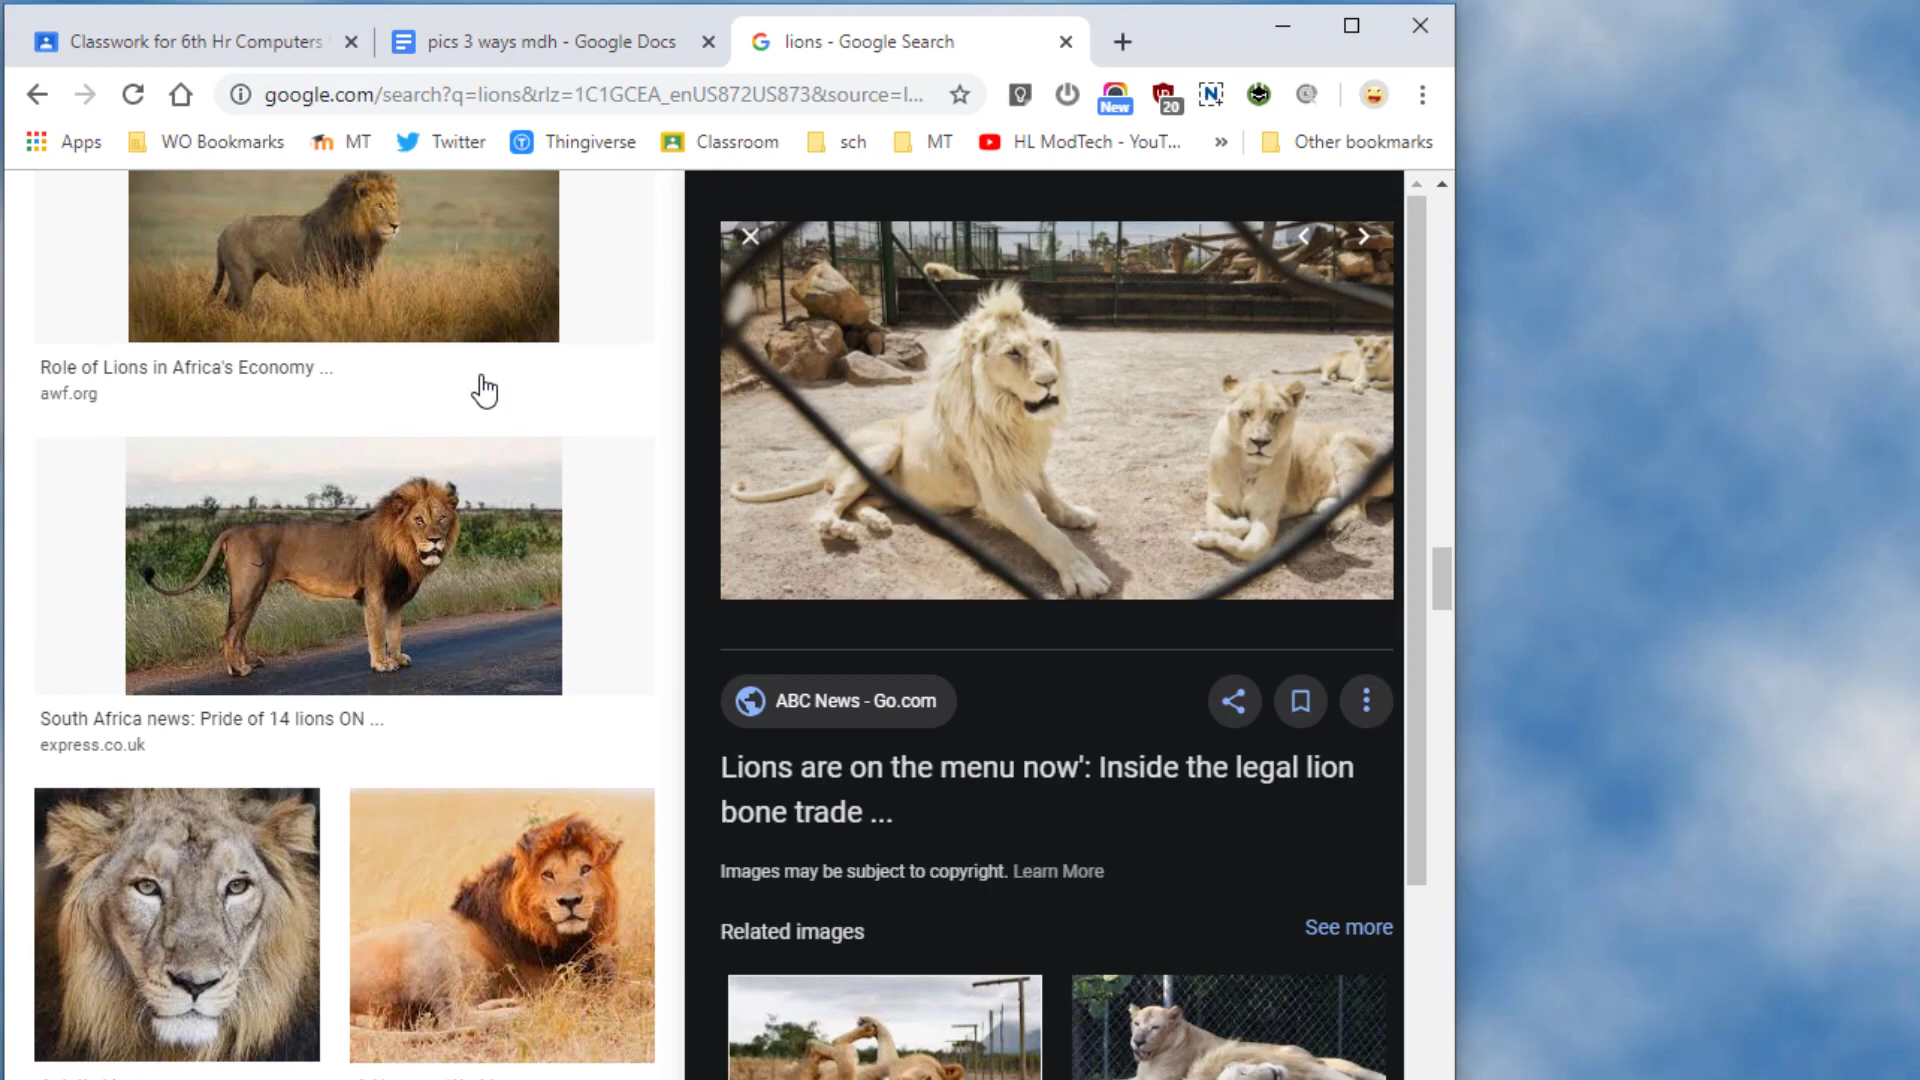 Classwork for 6th Hr Computers
pics 3 ways mdh - Google Docs
lions - Google Search
google.com/search?q=lions&rlz=1C1GCEA_enUS872US873&source=l...
New
20
Apps
WO Bookmarks
MT
Twitter
Thingiverse
Classroom
sch
MT
HL ModTech - YouT...
»
Other bookmarks
Role of Lions in Africa's Economy ...
awf.org
South Africa news: Pride of 14 lions ON ...
express.co.uk
ABC News - Go.com
Lions are on the menu now': Inside the legal lion
bone trade ...
Images may be subject to copyright. Learn More
Related images
See more